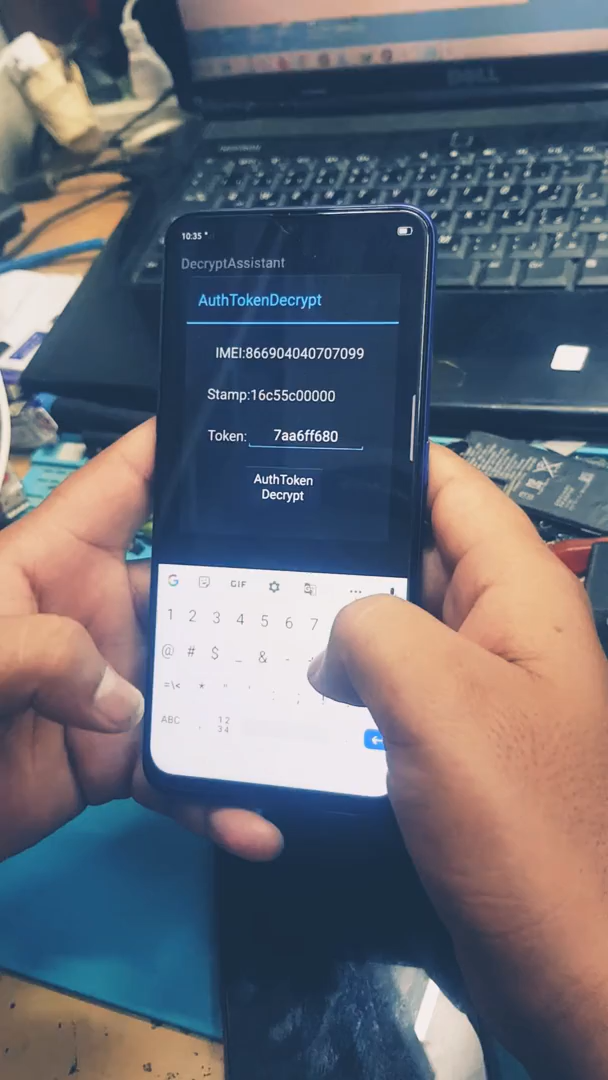 DELL
10:35
DecryptAssistant
AuthTokenDecrypt
IMEI:866904040707099
Stamp:16c55c00000
Token: 7aa6ff680
AuthToken
Decrypt
G GIF
1 2 3 4 5 6 7
@ # $ _ & -
=\< * " ' : ;
ABC , 12
34